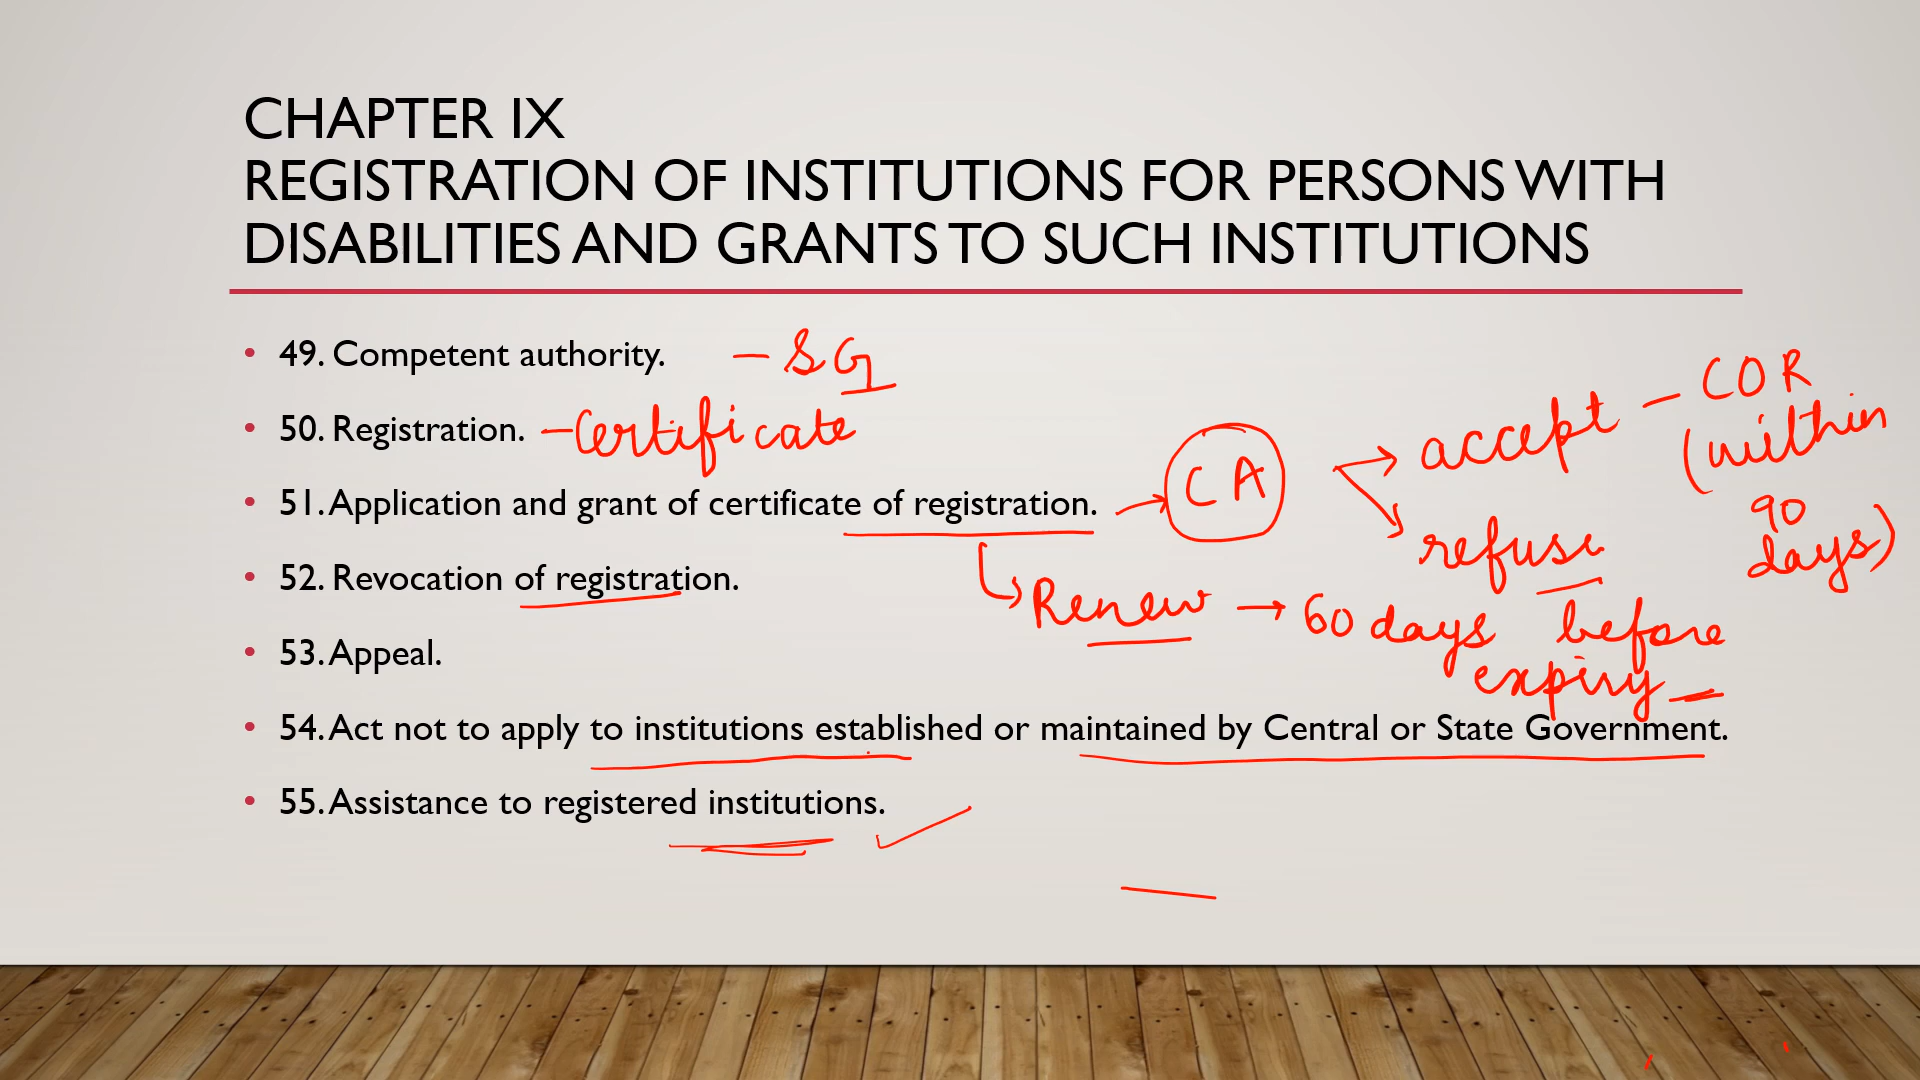 CHAPTER IX
REGISTRATION OF INSTITUTIONS FOR PERSONS WITH
DISABILITIES AND GRANTS TO SUCH INSTITUTIONS
• 49. Competent authority. – SG
• 50. Registration. – Certificate
• 51. Application and grant of certificate of registration. → CA
accept – COR
(within
90
days)
refuse
• 52. Revocation of registration.
Renew → 60 days before
expiry –
• 53. Appeal.
• 54. Act not to apply to institutions established or maintained by Central or State Government.
• 55. Assistance to registered institutions.